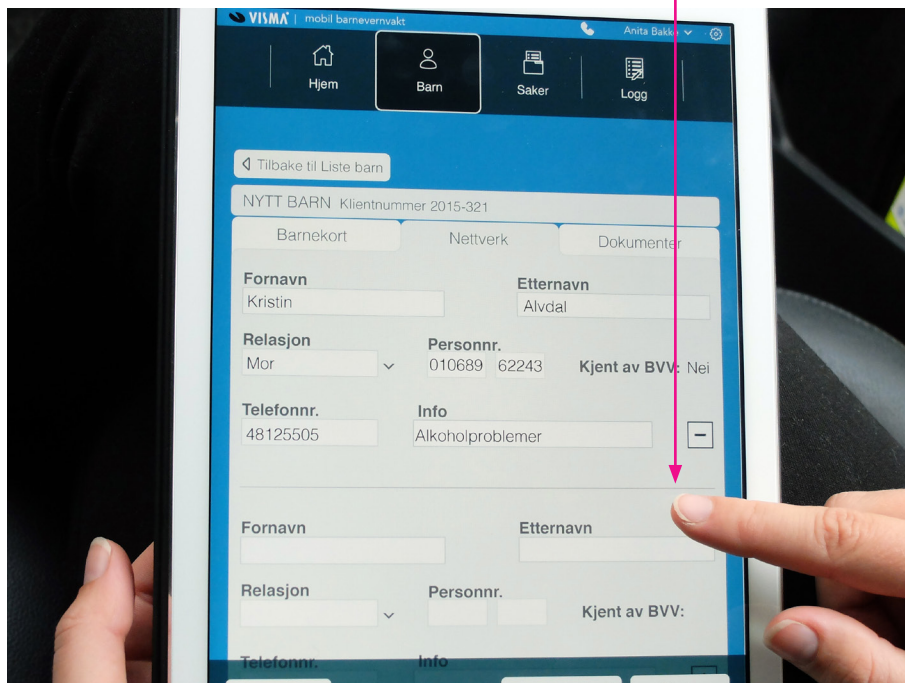 VISMA | mobil barnevernvakt Anita Bakke
Hjem Barn Saker Logg
Tilbake til Liste barn
NYTT BARN Klientnummer 2015-321
Barnekort Nettverk Dokumenter
Fornavn Etternavn
Kristin Alvdal
Relasjon Personnr.
Mor 010689 62243 Kjent av BVV: Nei
Telefonnr. Info
48125505 Alkoholproblemer
Fornavn Etternavn
Relasjon Personnr.
Kjent av BVV:
Telefonnr. Info